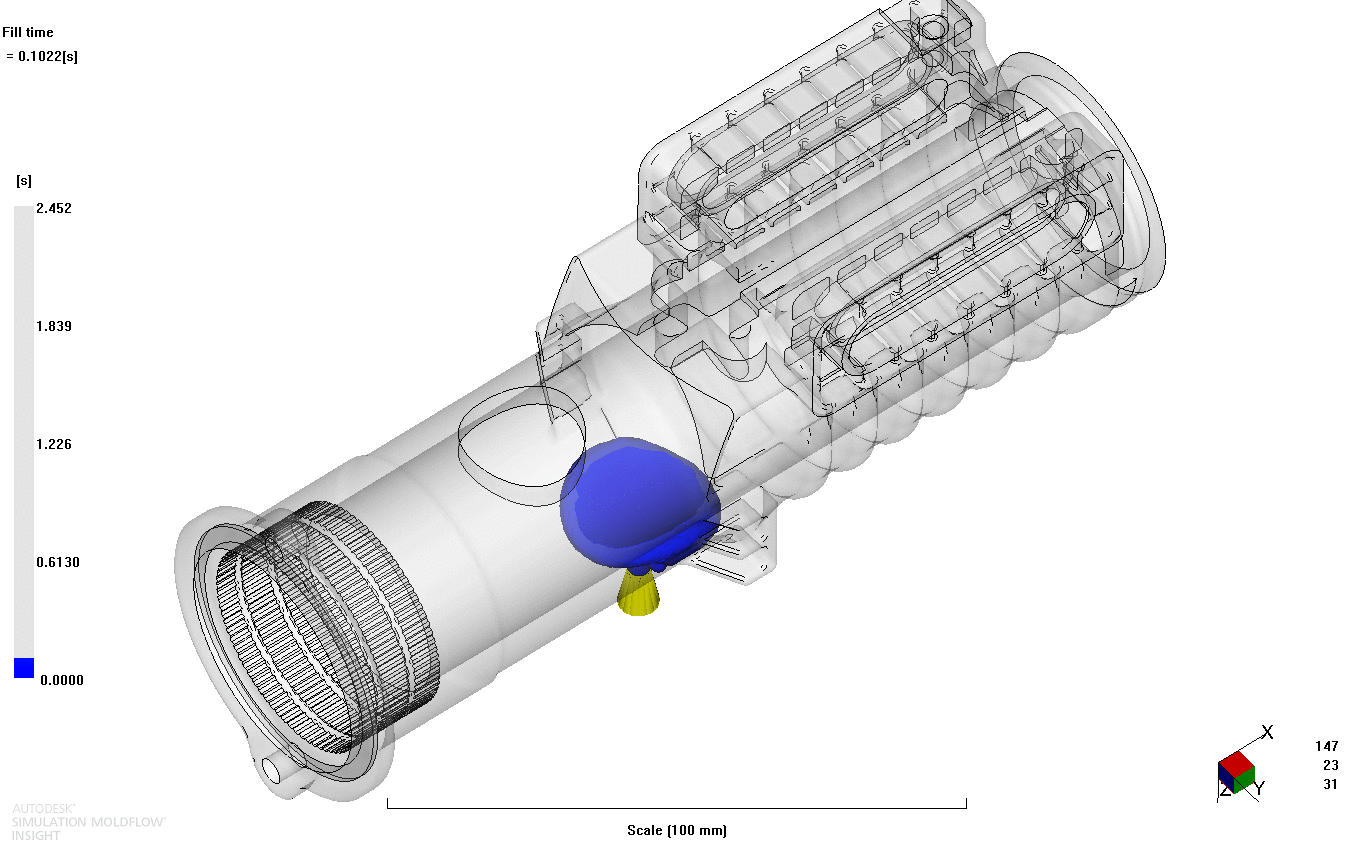 Fill time
= 0.1022[s]
[s]
2.452
1.839
1.226
0.6130
0.0000
X
Z
Y
147
23
31
Scale (100 mm)
AUTODESK®
SIMULATION MOLDFLOW®
INSIGHT